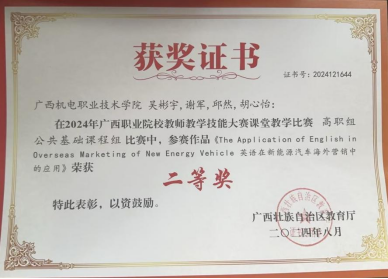 获奖证书
证书号：2024121644
广西机电职业技术学院 吴彬宇，谢军，邱然，胡心怡：
在2024年广西职业院校教师教学技能大赛课堂教学比赛 高职组
公共基础课程组 比赛中，参赛作品《The Application of English in
Overseas Marketing of New Energy Vehicle 英语在新能源汽车海外营销中
的应用》荣获
二等奖
特此表彰，以资鼓励。
广西壮族自治区教育厅
二〇二四年八月